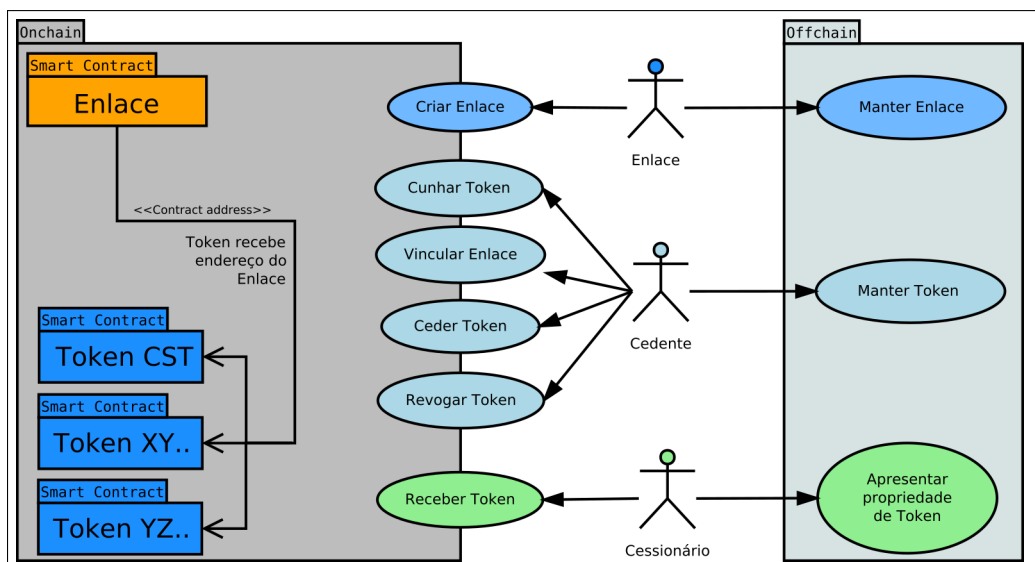 Onchain
Offchain
Smart Contract
Enlace
Criar Enlace
Manter Enlace
Enlace
Cunhar Token
<<Contract address>>
Token recebe
endereço do
Enlace
Vincular Enlace
Manter Token
Smart Contract
Token CST
Ceder Token
Cedente
Smart Contract
Token XY..
Revogar Token
Smart Contract
Token YZ..
Receber Token
Cessionário
Apresentar
propriedade
de Token